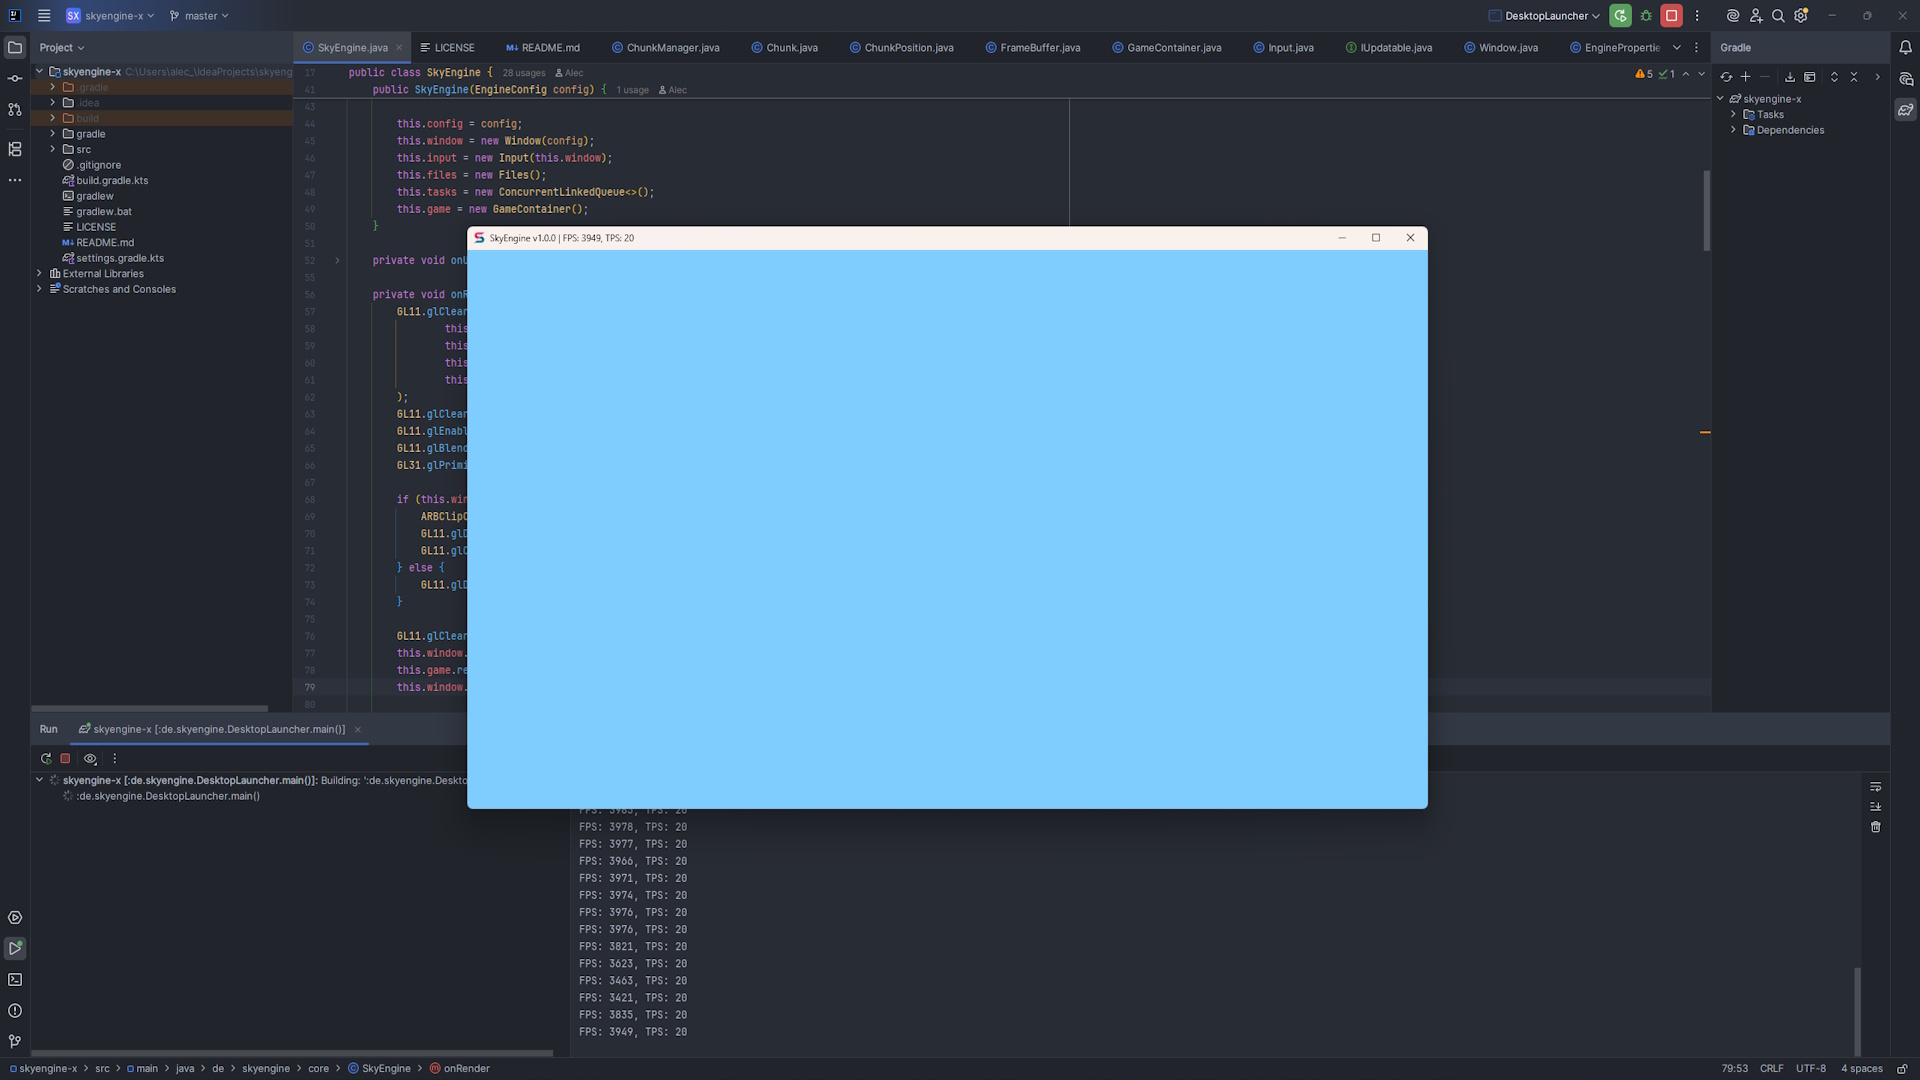 SX skyengine-x master DesktopLauncher
Project
SkyEngine.java LICENSE README.md ChunkManager.java Chunk.java ChunkPosition.java FrameBuffer.java GameContainer.java Input.java IUpdatable.java Window.java EnginePropertie
Gradle
skyengine-x C:\Users\alec_\IdeaProjects\skyeng
.gradle
.idea
build
gradle
src
.gitignore
build.gradle.kts
gradlew
gradlew.bat
LICENSE
README.md
settings.gradle.kts
External Libraries
Scratches and Consoles
17 public class SkyEngine { 28 usages Alec
5 1
41 public SkyEngine(EngineConfig config) { 1 usage Alec
43
44 this.config = config;
45 this.window = new Window(config);
46 this.input = new Input(this.window);
47 this.files = new Files();
48 this.tasks = new ConcurrentLinkedQueue<>();
49 this.game = new GameContainer();
50 }
51
52 private void onU
55
56 private void onR
57 GL11.glClear
58 this
59 this
60 this
61 this
62 );
63 GL11.glClear
64 GL11.glEnabl
65 GL11.glBlend
66 GL31.glPrimi
67
68 if (this.win
69 ARBClipC
70 GL11.glD
71 GL11.glC
72 } else {
73 GL11.glD
74 }
75
76 GL11.glClear
77 this.window.
78 this.game.re
79 this.window.
80
skyengine-x
Tasks
Dependencies
SkyEngine v1.0.0 | FPS: 3949, TPS: 20
Run skyengine-x [:de.skyengine.DesktopLauncher.main()]
skyengine-x [:de.skyengine.DesktopLauncher.main()]: Building: ':de.skyengine.Deskto
:de.skyengine.DesktopLauncher.main()
FPS: 3985, TPS: 20
FPS: 3978, TPS: 20
FPS: 3977, TPS: 20
FPS: 3966, TPS: 20
FPS: 3971, TPS: 20
FPS: 3974, TPS: 20
FPS: 3976, TPS: 20
FPS: 3976, TPS: 20
FPS: 3821, TPS: 20
FPS: 3623, TPS: 20
FPS: 3463, TPS: 20
FPS: 3421, TPS: 20
FPS: 3835, TPS: 20
FPS: 3949, TPS: 20
skyengine-x > src > main > java > de > skyengine > core > SkyEngine > onRender
79:53 CRLF UTF-8 4 spaces